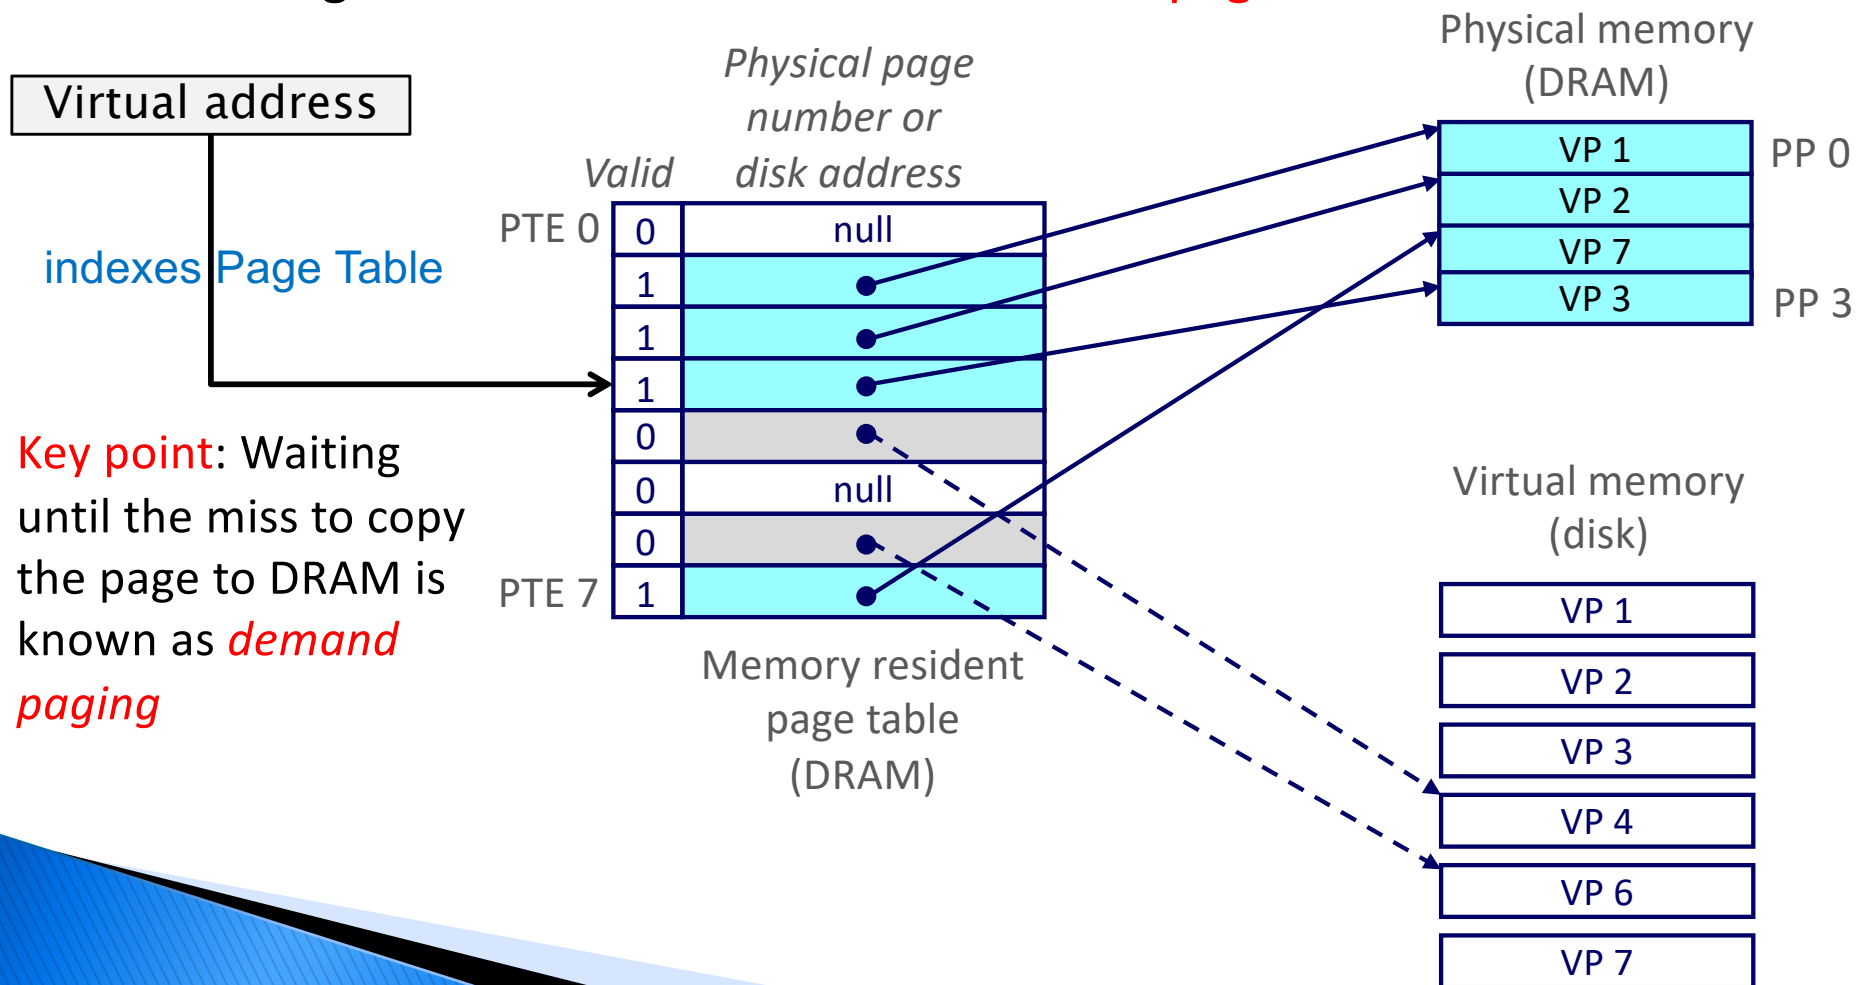 Virtual address
indexes Page Table
Key point: Waiting
until the miss to copy
the page to DRAM is
known as demand
paging
Physical page
number or
disk address
Valid
PTE 0
0 null
1
1
1
0
0 null
0
PTE 7 1
Memory resident
page table
(DRAM)
Physical memory
(DRAM)
VP 1 PP 0
VP 2
VP 7
VP 3 PP 3
Virtual memory
(disk)
VP 1
VP 2
VP 3
VP 4
VP 6
VP 7